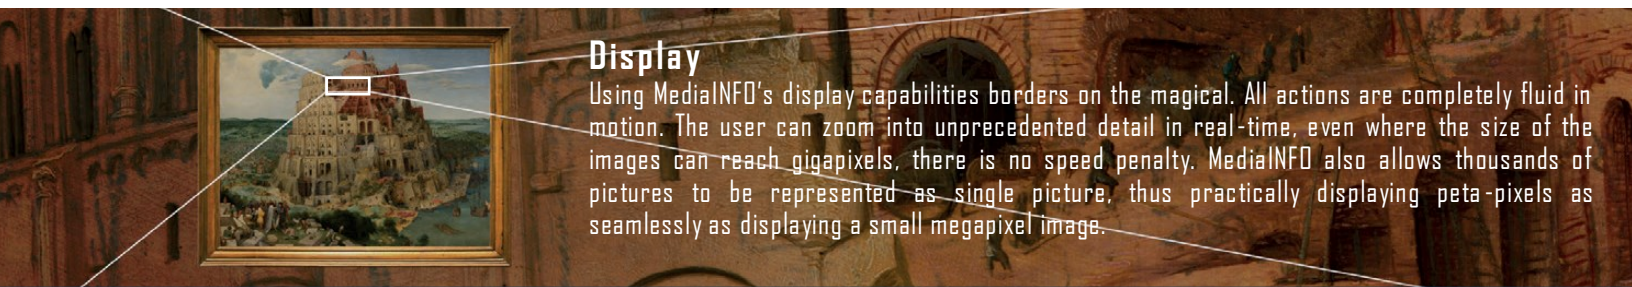 Display
Using MediaINFO's display capabilities borders on the magical. All actions are completely fluid in
motion. The user can zoom into unprecedented detail in real-time, even where the size of the
images can reach gigapixels, there is no speed penalty. MediaINFO also allows thousands of
pictures to be represented as single picture, thus practically displaying peta-pixels as
seamlessly as displaying a small megapixel image.